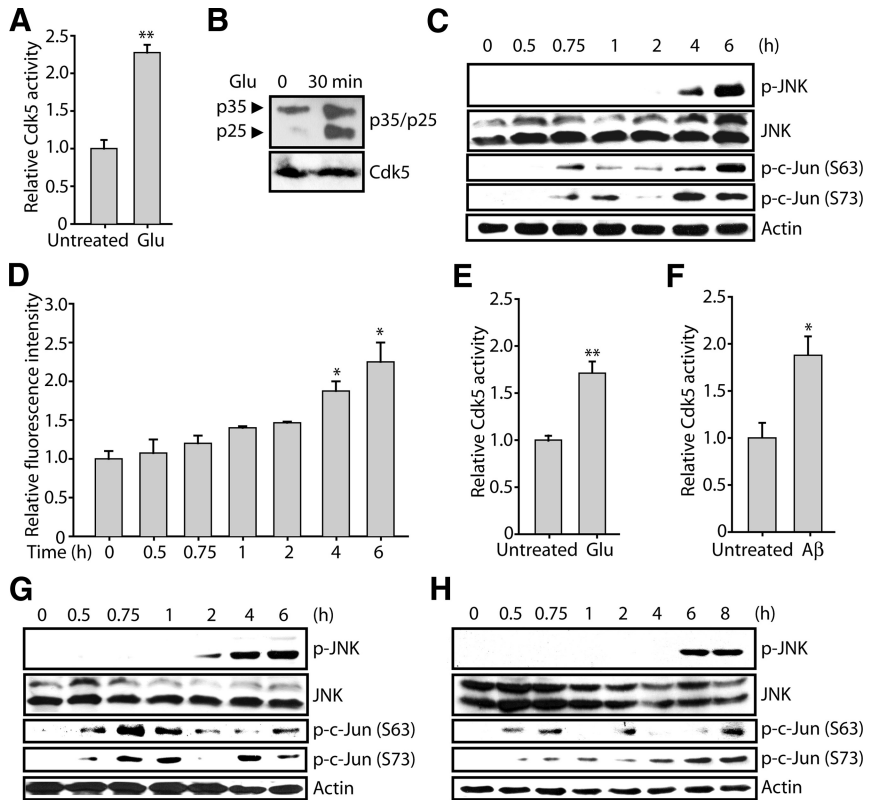 A
Relative Cdk5 activity
2.5
2.0
1.5
1.0
0.5
0
**
Untreated Glu
B
Glu 0 30 min
p35
p25
p35/p25
Cdk5
C
0 0.5 0.75 1 2 4 6 (h)
p-JNK
JNK
p-c-Jun (S63)
p-c-Jun (S73)
Actin
D
Relative fluorescence intensity
3.0
2.5
2.0
1.5
1.0
0.5
0
*
*
Time (h) 0 0.5 0.75 1 2 4 6
E
Relative Cdk5 activity
2.5
2.0
1.5
1.0
0.5
0
**
Untreated Glu
F
Relative Cdk5 activity
2.5
2.0
1.5
1.0
0.5
0
*
Untreated Aβ
G
0 0.5 0.75 1 2 4 6 (h)
p-JNK
JNK
p-c-Jun (S63)
p-c-Jun (S73)
Actin
H
0 0.5 0.75 1 2 4 6 8 (h)
p-JNK
JNK
p-c-Jun (S63)
p-c-Jun (S73)
Actin